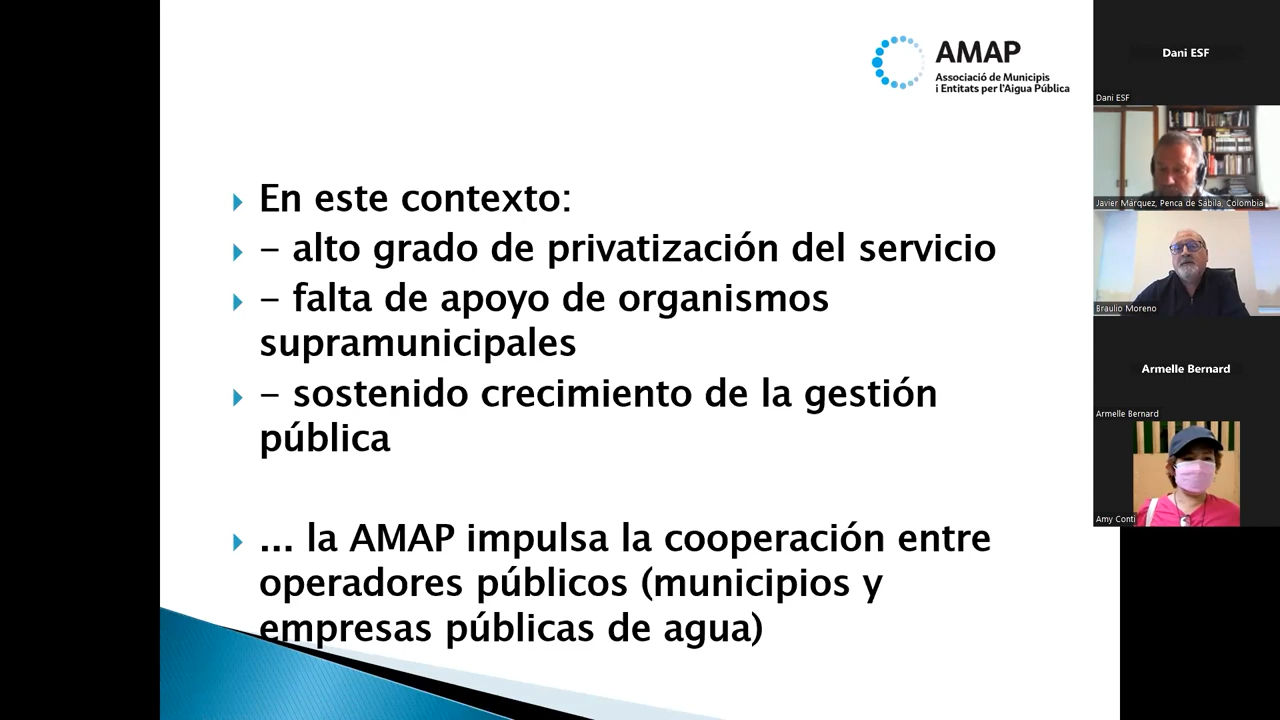 AMAP
Associació de Municipis
i Entitats per l'Aigua Pública
En este contexto:
- alto grado de privatización del servicio
- falta de apoyo de organismos
supramunicipales
- sostenido crecimiento de la gestión
pública
... la AMAP impulsa la cooperación entre
operadores públicos (municipios y
empresas públicas de agua)
Dani ESF
Dani ESF
Javier Márquez, Penca de Sábila, Colombia
Braulio Moreno
Armelle Bernard
Armelle Bernard
Amy Conti